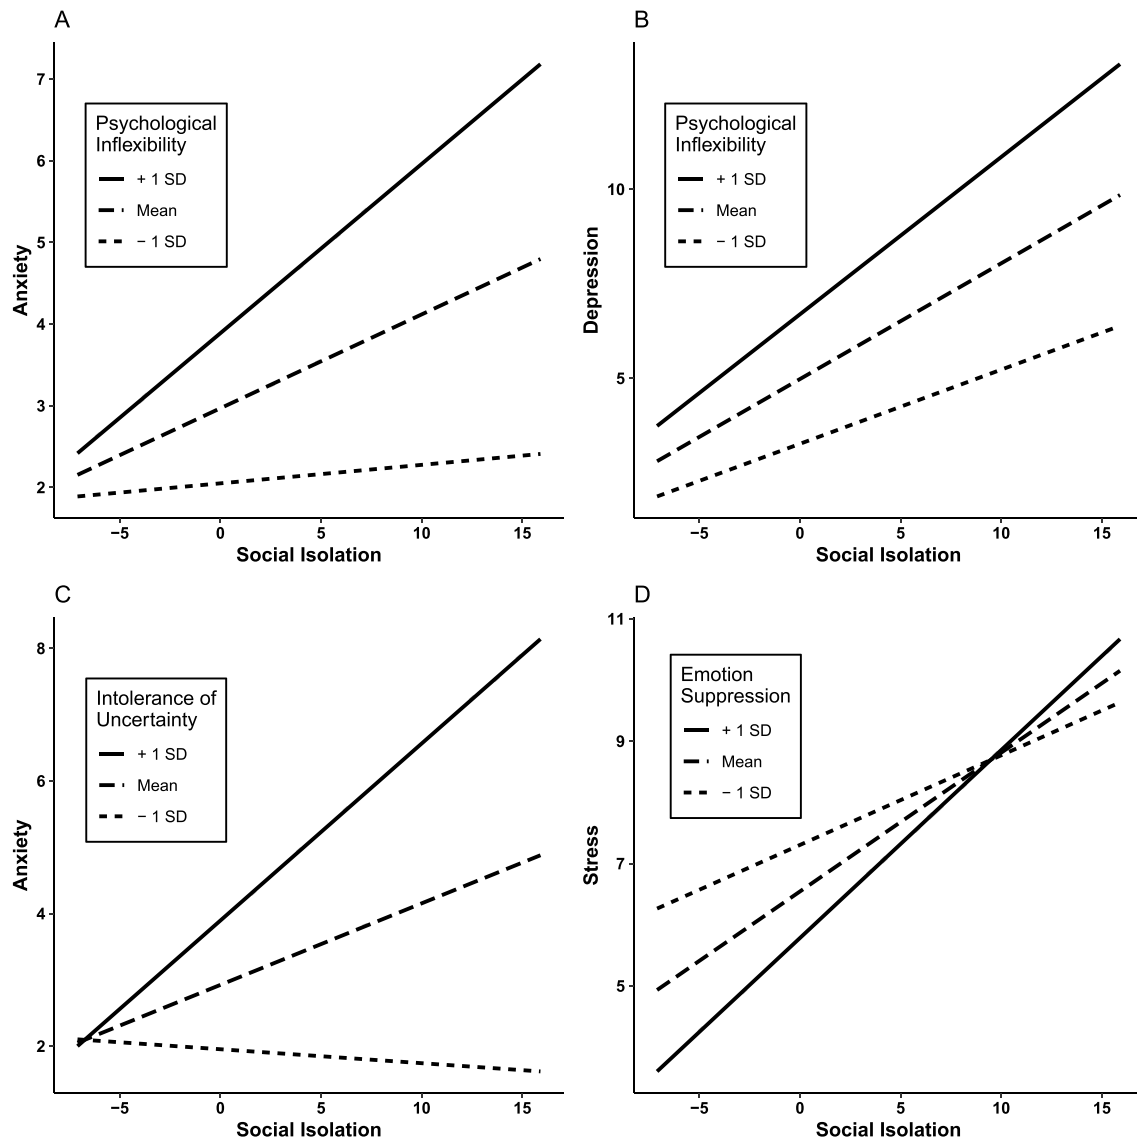 A
7
6
5
4
3
2
Anxiety
Psychological
Inflexibility
+ 1 SD
Mean
− 1 SD
−5 0 5 10 15
Social Isolation
B
10
5
Depression
Psychological
Inflexibility
+ 1 SD
Mean
− 1 SD
−5 0 5 10 15
Social Isolation
C
8
6
4
2
Anxiety
Intolerance of
Uncertainty
+ 1 SD
Mean
− 1 SD
−5 0 5 10 15
Social Isolation
D
11
9
7
5
Stress
Emotion
Suppression
+ 1 SD
Mean
− 1 SD
−5 0 5 10 15
Social Isolation